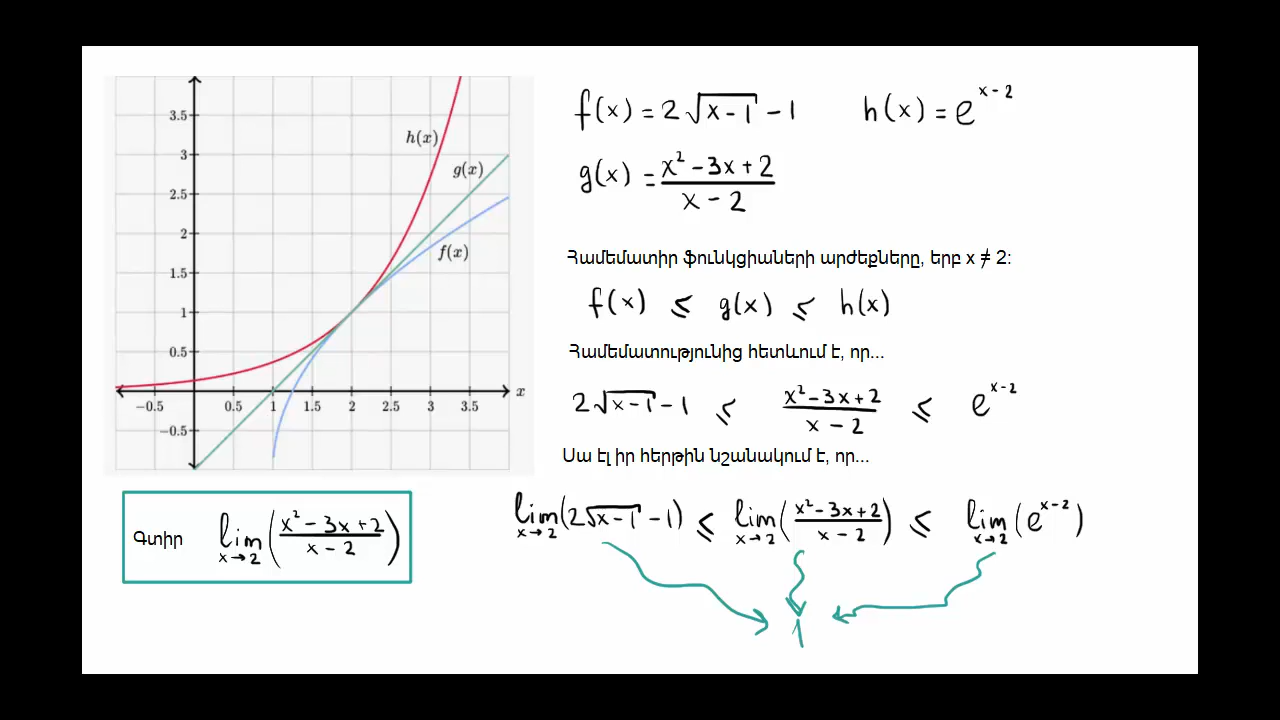 3.5
h(x)
3
g(x)
2.5
2
f(x)
1.5
1
0.5
x
−0.5 0.5 1 1.5 2 2.5 3 3.5
−0.5
f(x) = 2√(x-1) - 1 h(x) = e^(x-2)
g(x) = (x² - 3x + 2)/(x - 2)
Համեմատիր ֆունկցիաների արժեքները, երբ x ≠ 2:
f(x) ⩽ g(x) ⩽ h(x)
Համեմատությունից հետևում է, որ...
2√(x-1) - 1 ⩽ (x² - 3x + 2)/(x - 2) ⩽ e^(x-2)
Սա էլ իր հերթին նշանակում է, որ...
lim x→2 (2√(x-1) - 1) ⩽ lim x→2 ((x² - 3x + 2)/(x - 2)) ⩽ lim x→2 (e^(x-2))
1
Գտիր lim x→2 ((x² - 3x + 2)/(x - 2))